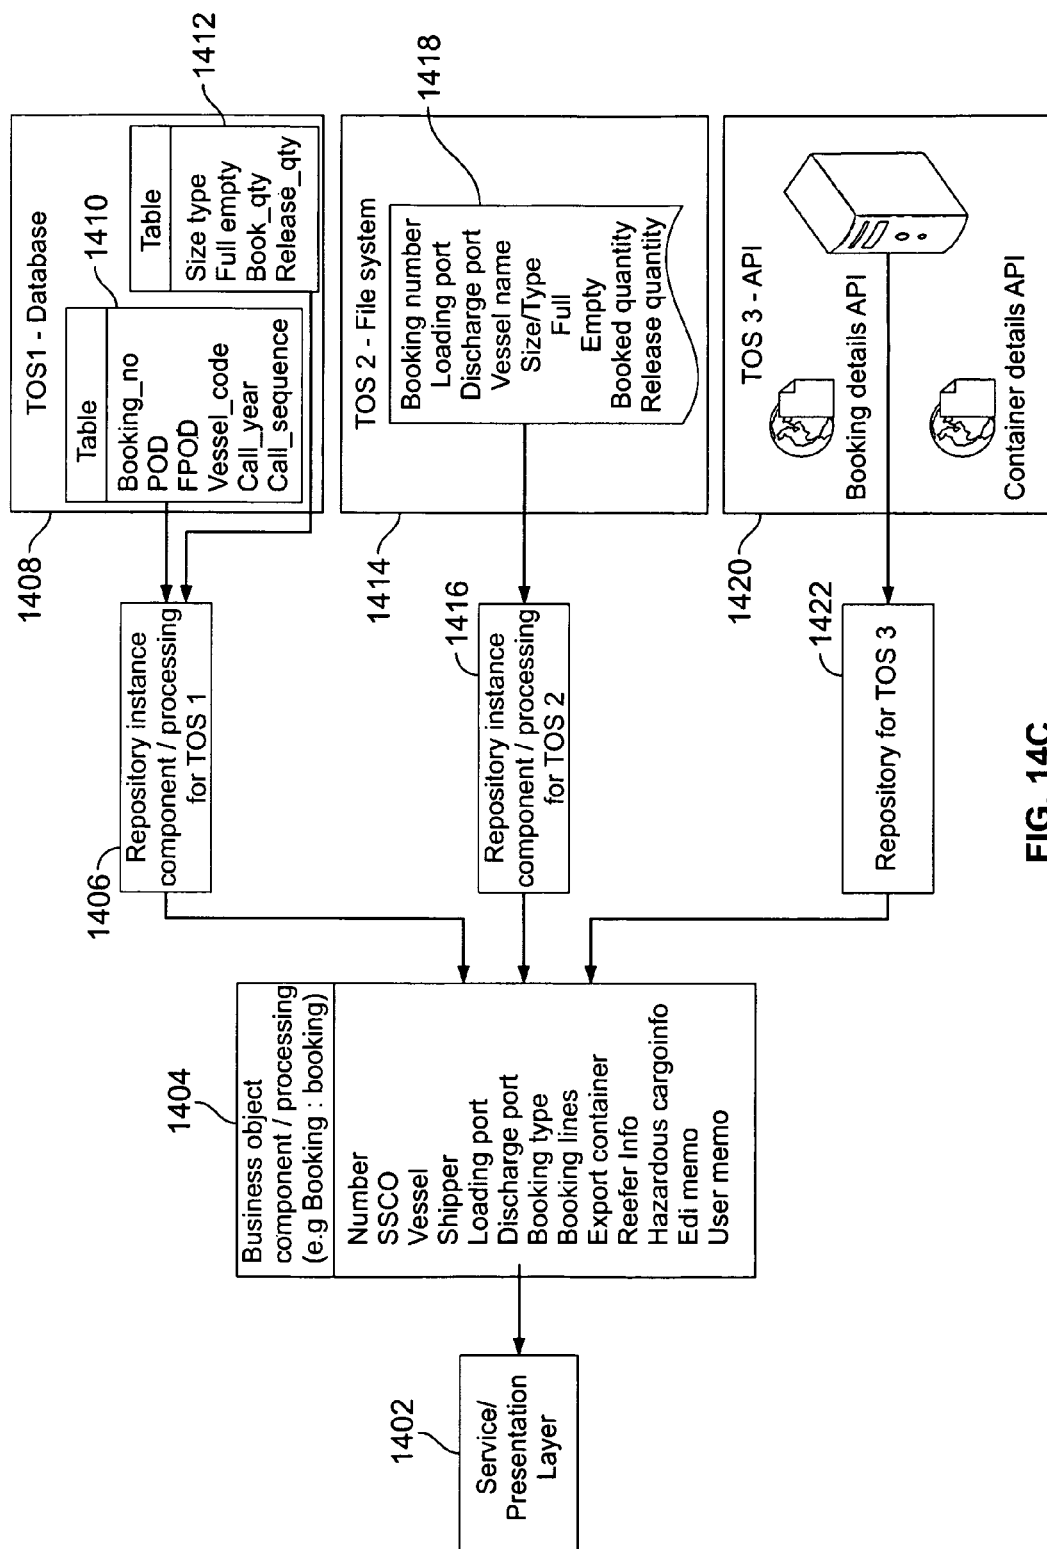 1402
Service/
Presentation
Layer
1404
Business object
component / processing
(e.g Booking : booking)
Number
SSCO
Vessel
Shipper
Loading port
Discharge port
Booking type
Booking lines
Export container
Reefer Info
Hazardous cargoinfo
Edi memo
User memo
1406
Repository instance
component / processing
for TOS 1
1416
Repository instance
component / processing
for TOS 2
1422
Repository for TOS 3
1408
TOS1 - Database
1410
Table
Booking_no
POD
FPOD
Vessel_code
Call_year
Call_sequence
1412
Table
Size type
Full empty
Book_qty
Release_qty
1414
TOS 2 - File system
1418
Booking number
Loading port
Discharge port
Vessel name
Size/Type
Full
Empty
Booked quantity
Release quantity
1420
TOS 3 - API
Booking details API
Container details API
FIG. 14C